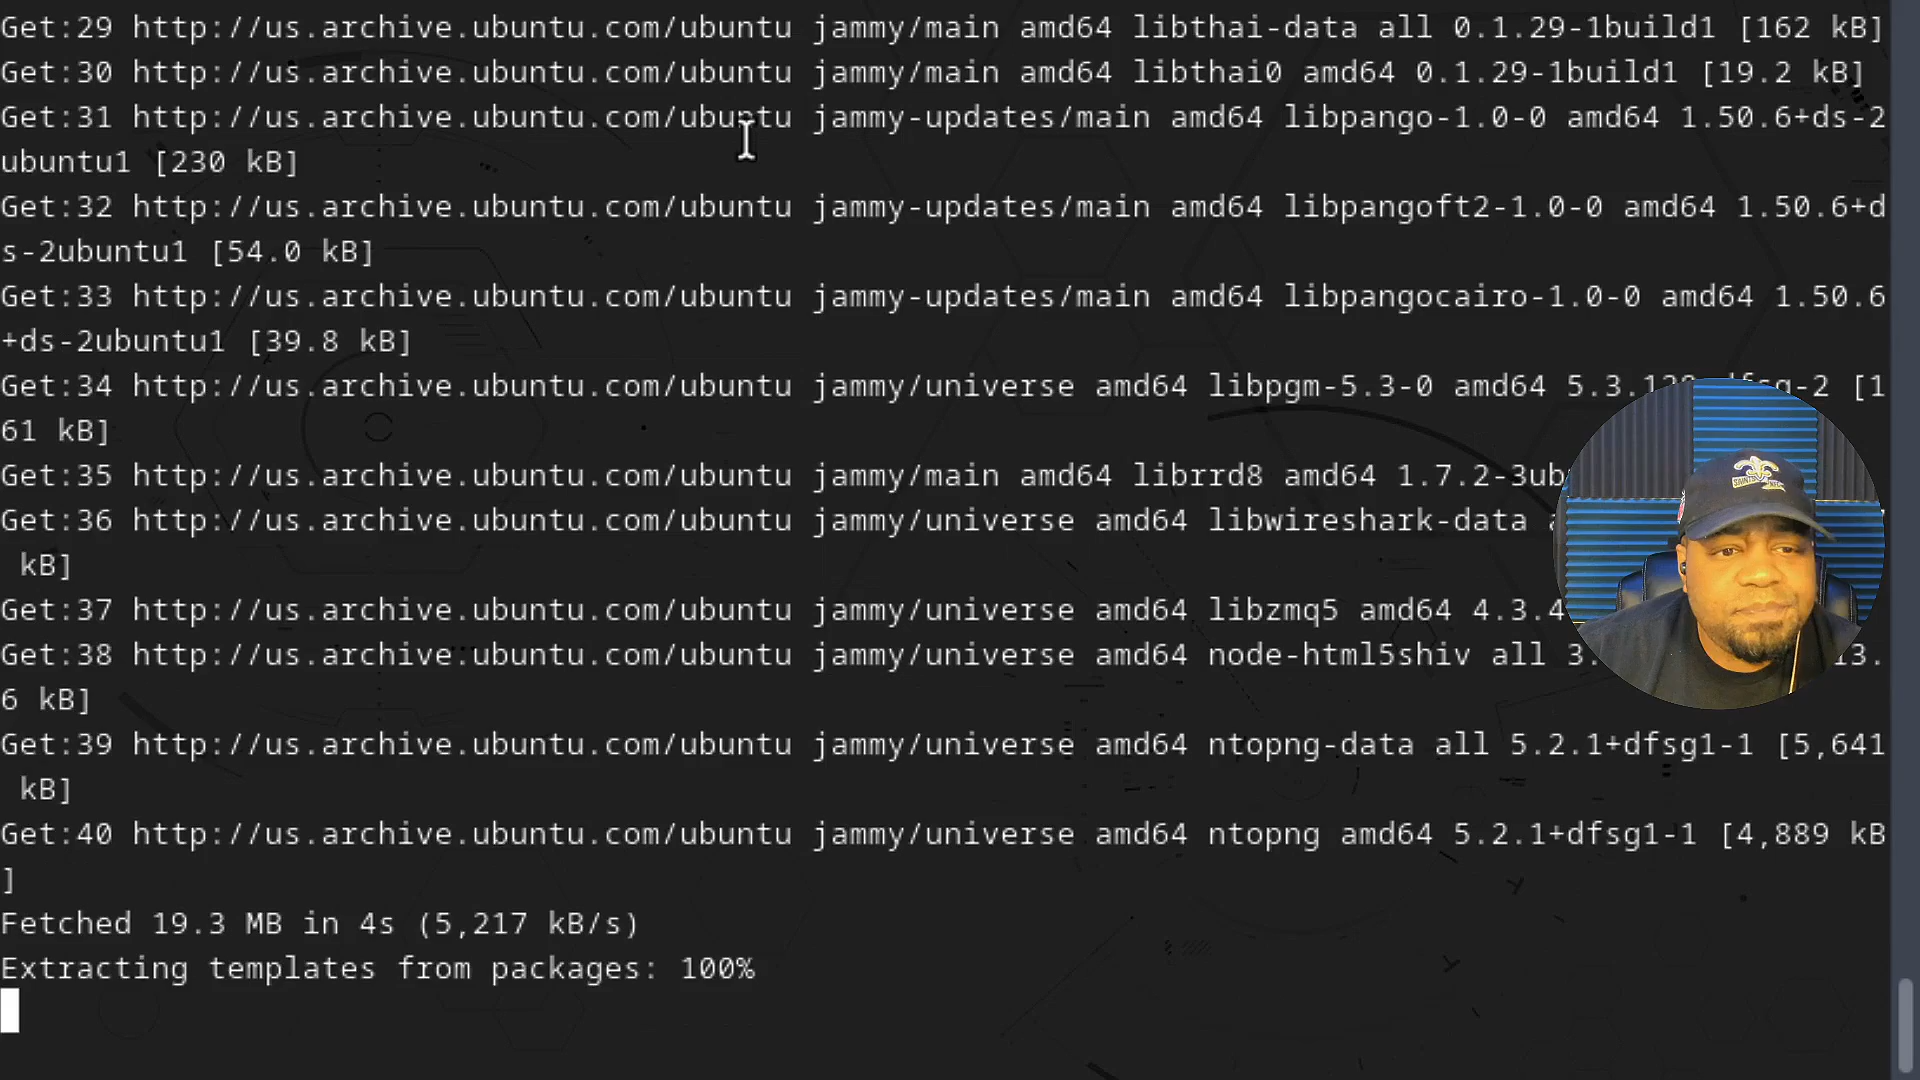 Get:29 http://us.archive.ubuntu.com/ubuntu jammy/main amd64 libthai-data all 0.1.29-1build1 [162 kB]
Get:30 http://us.archive.ubuntu.com/ubuntu jammy/main amd64 libthai0 amd64 0.1.29-1build1 [19.2 kB]
Get:31 http://us.archive.ubuntu.com/ubuntu jammy-updates/main amd64 libpango-1.0-0 amd64 1.50.6+ds-2
ubuntu1 [230 kB]
Get:32 http://us.archive.ubuntu.com/ubuntu jammy-updates/main amd64 libpangoft2-1.0-0 amd64 1.50.6+d
s-2ubuntu1 [54.0 kB]
Get:33 http://us.archive.ubuntu.com/ubuntu jammy-updates/main amd64 libpangocairo-1.0-0 amd64 1.50.6
+ds-2ubuntu1 [39.8 kB]
Get:34 http://us.archive.ubuntu.com/ubuntu jammy/universe amd64 libpgm-5.3-0 amd64 [1
61 kB]
Get:35 http://us.archive.ubuntu.com/ubuntu jammy/main amd64 librrd8 amd64
Get:36 http://us.archive.ubuntu.com/ubuntu jammy/universe amd64 libwireshark-data
kB]
Get:37 http://us.archive.ubuntu.com/ubuntu jammy/universe amd64 libzmq5 amd64
Get:38 http://us.archive.ubuntu.com/ubuntu jammy/universe amd64 node-html5shiv all
6 kB]
Get:39 http://us.archive.ubuntu.com/ubuntu jammy/universe amd64 ntopng-data all 5.2.1+dfsg1-1 [5,641
kB]
Get:40 http://us.archive.ubuntu.com/ubuntu jammy/universe amd64 ntopng amd64 5.2.1+dfsg1-1 [4,889 kB
]
Fetched 19.3 MB in 4s (5,217 kB/s)
Extracting templates from packages: 100%
SAINTS